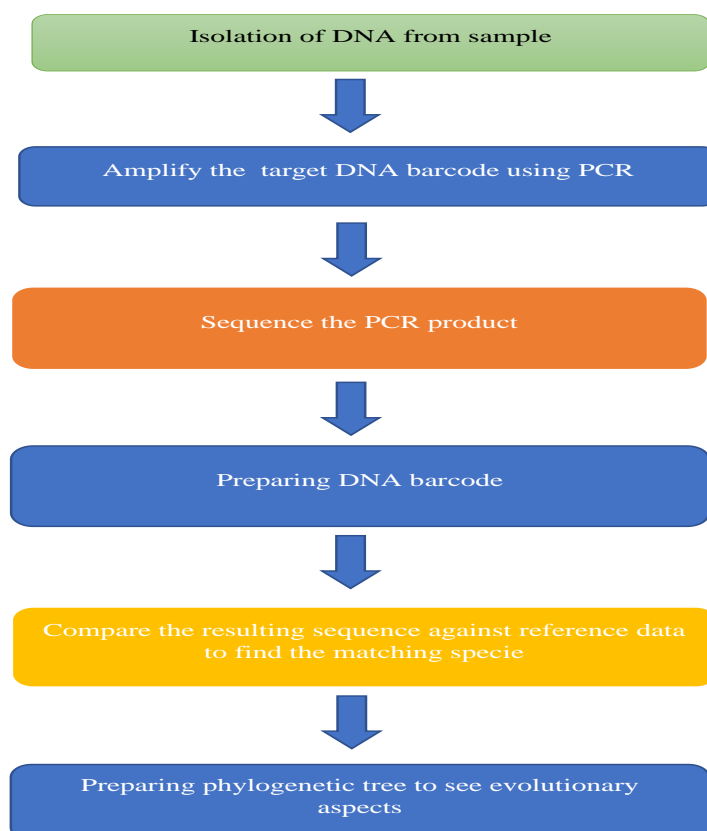 Isolation of DNA from sample
Amplify the target DNA barcode using PCR
Sequence the PCR product
Preparing DNA barcode
Compare the resulting sequence against reference data
to find the matching specie
Preparing phylogenetic tree to see evolutionary
aspects